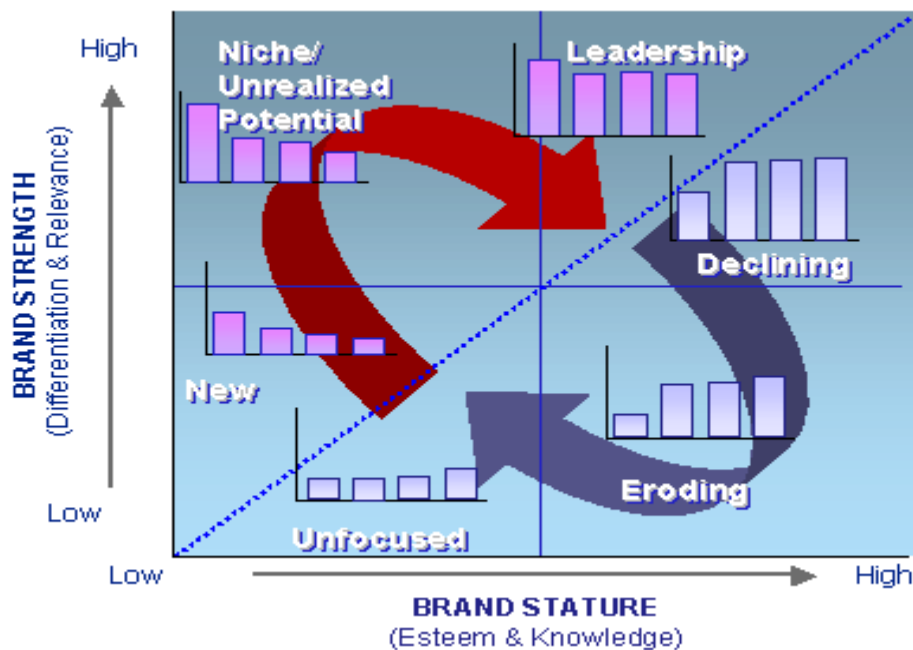 High
Niche/
Unrealized
Potential
Leadership
Declining
BRAND STRENGTH
(Differentiation & Relevance)
New
Eroding
Low
Unfocused
Low
High
BRAND STATURE
(Esteem & Knowledge)